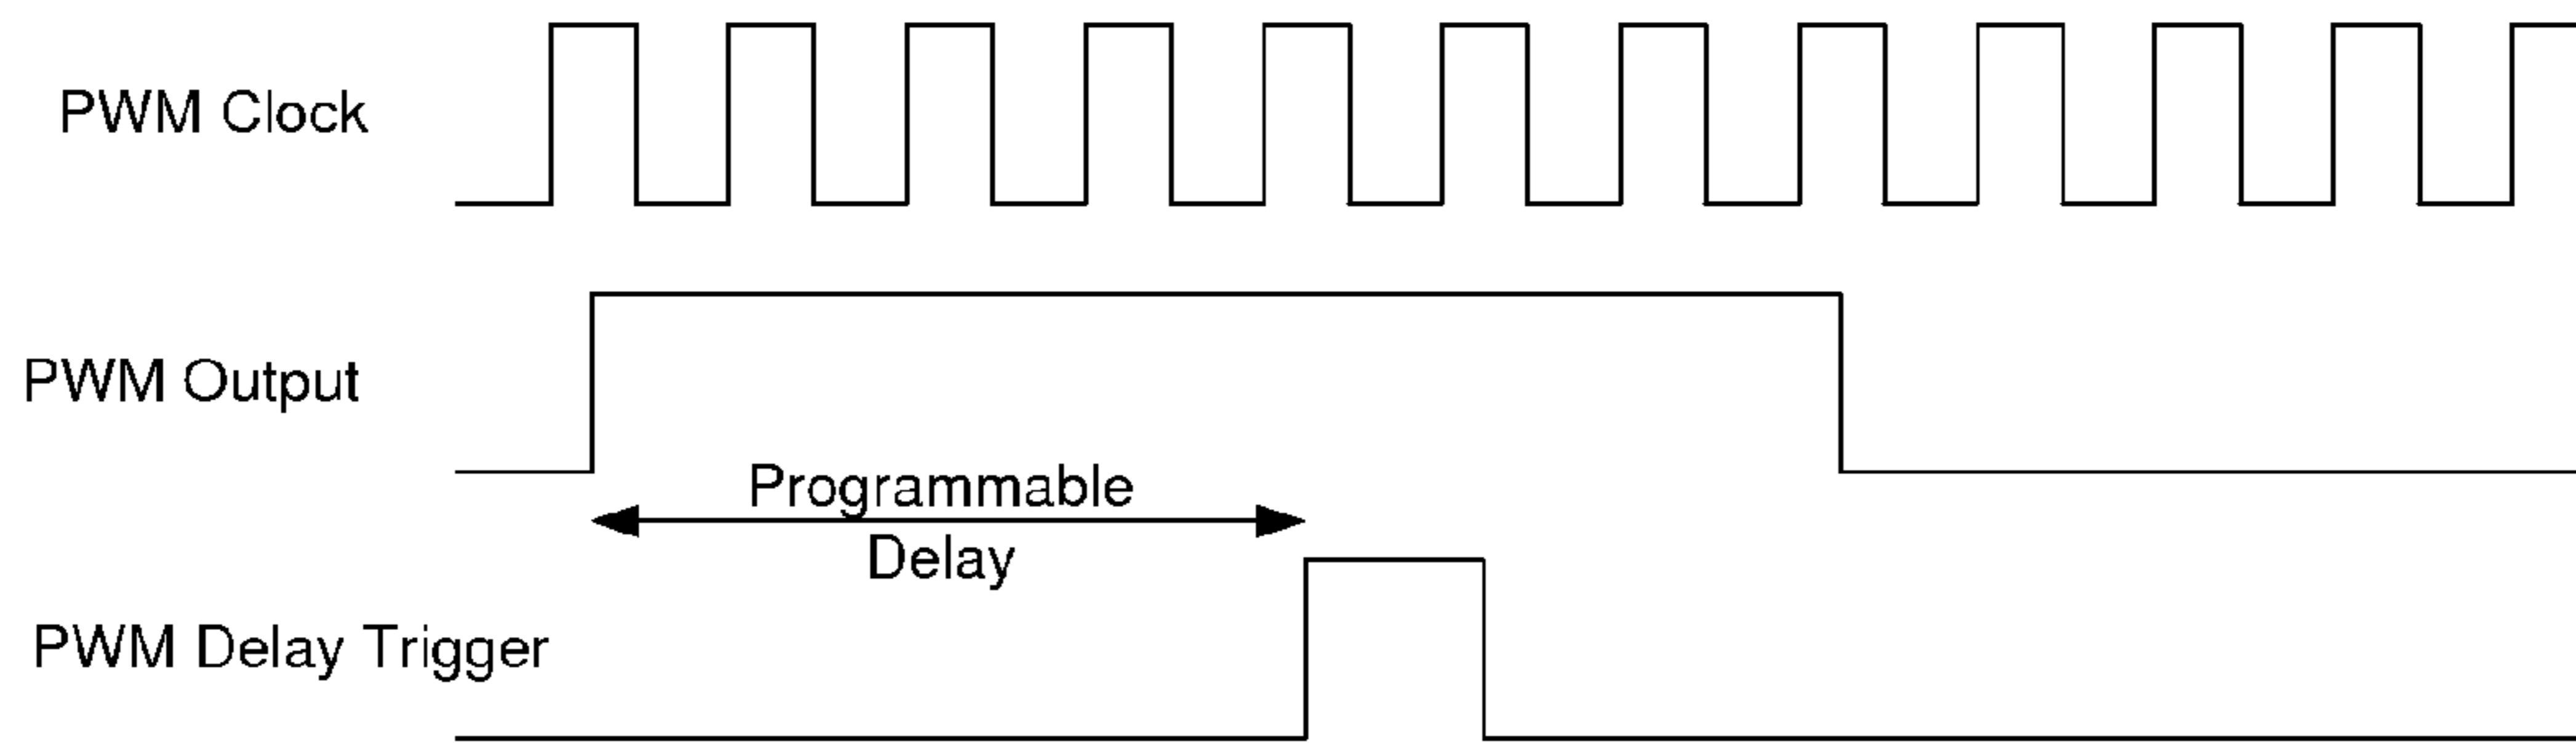 PWM Clock
PWM Output
Programmable
Delay
PWM Delay Trigger